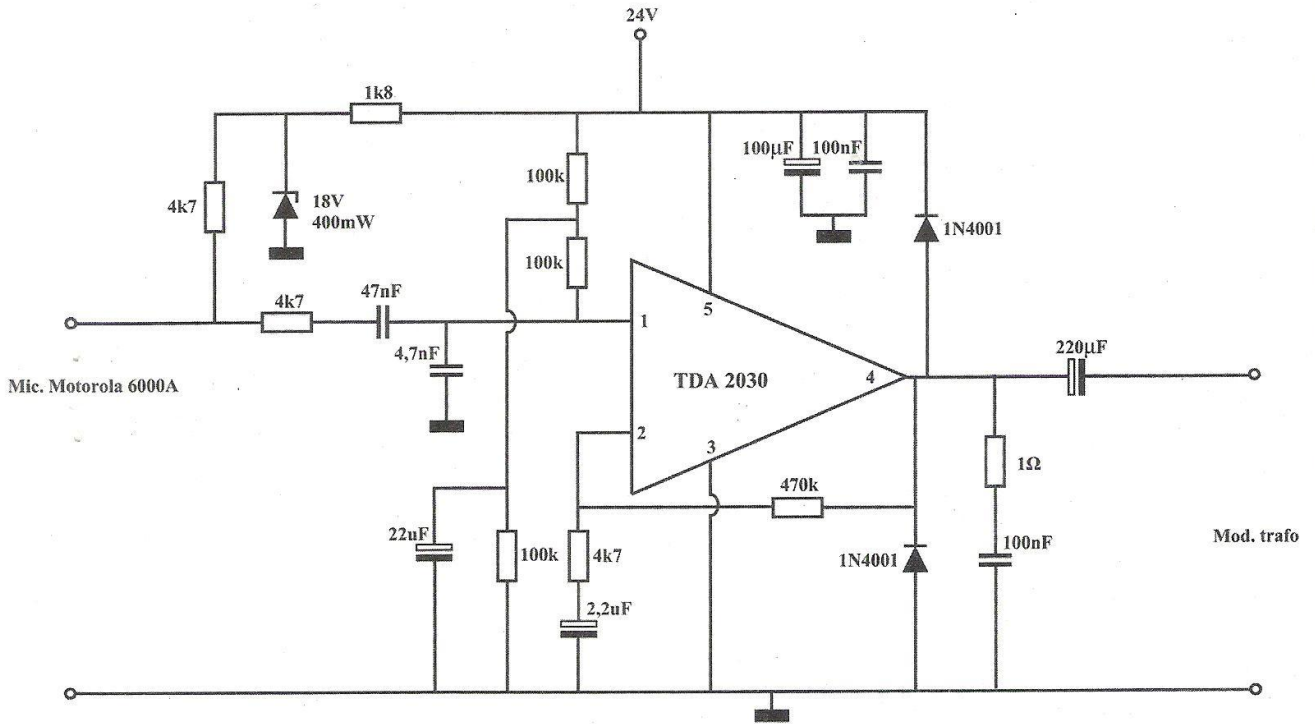 24V
1k8
100µF
100nF
100k
4k7
18V
400mW
1N4001
100k
47nF
4k7
5
1
4,7nF
220µF
TDA 2030
4
Mic. Motorola 6000A
2
3
1Ω
470k
22uF
100k
4k7
1N4001
100nF
Mod. trafo
2,2uF